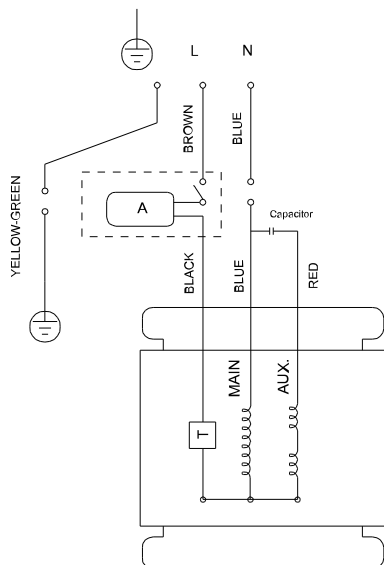 L
N
BROWN
BLUE
YELLOW-GREEN
A
Capacitor
BLACK
BLUE
RED
MAIN
AUX.
T